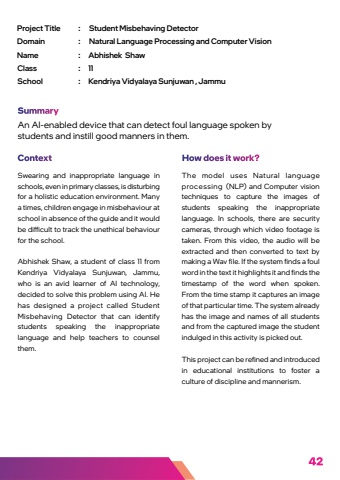 Project Title : Student Misbehaving Detector
Domain : Natural Language Processing and Computer Vision
Name : Abhishek Shaw
Class : 11
School : Kendriya Vidyalaya Sunjuwan , Jammu
Summary
An AI-enabled device that can detect foul language spoken by
students and instill good manners in them.
Context
Swearing and inappropriate language in
schools, even in primary classes, is disturbing
for a holistic education environment. Many
a times, children engage in misbehaviour at
school in absence of the guide and it would
be difficult to track the unethical behaviour
for the school.
Abhishek Shaw, a student of class 11 from
Kendriya Vidyalaya Sunjuwan, Jammu,
who is an avid learner of AI technology,
decided to solve this problem using AI. He
has designed a project called Student
Misbehaving Detector that can identify
students speaking the inappropriate
language and help teachers to counsel
them.
How does it work?
The model uses Natural language
processing (NLP) and Computer vision
techniques to capture the images of
students speaking the inappropriate
language. In schools, there are security
cameras, through which video footage is
taken. From this video, the audio will be
extracted and then converted to text by
making a Wav file. If the system finds a foul
word in the text it highlights it and finds the
timestamp of the word when spoken.
From the time stamp it captures an image
of that particular time. The system already
has the image and names of all students
and from the captured image the student
indulged in this activity is picked out.
This project can be refined and introduced
in educational institutions to foster a
culture of discipline and mannerism.
42